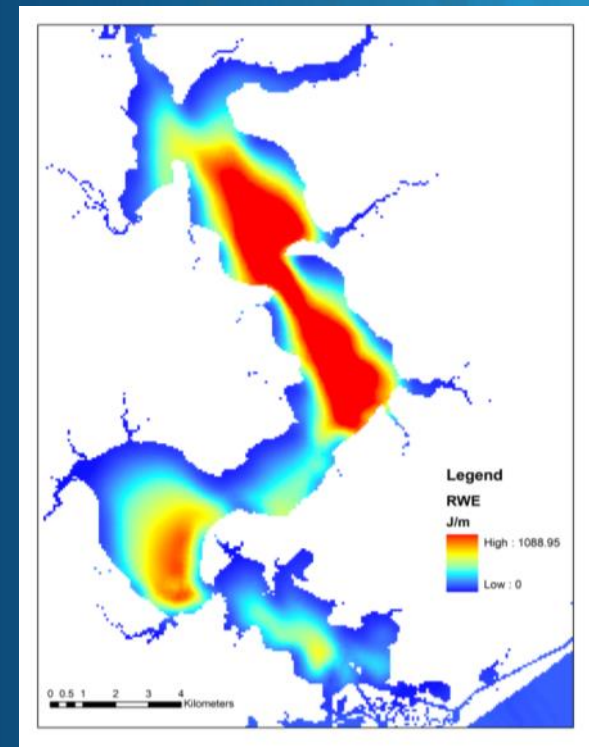 Legend
RWE
J/m
High : 1088.95
Low : 0
0 0.5 1 2 3 4
Kilometers